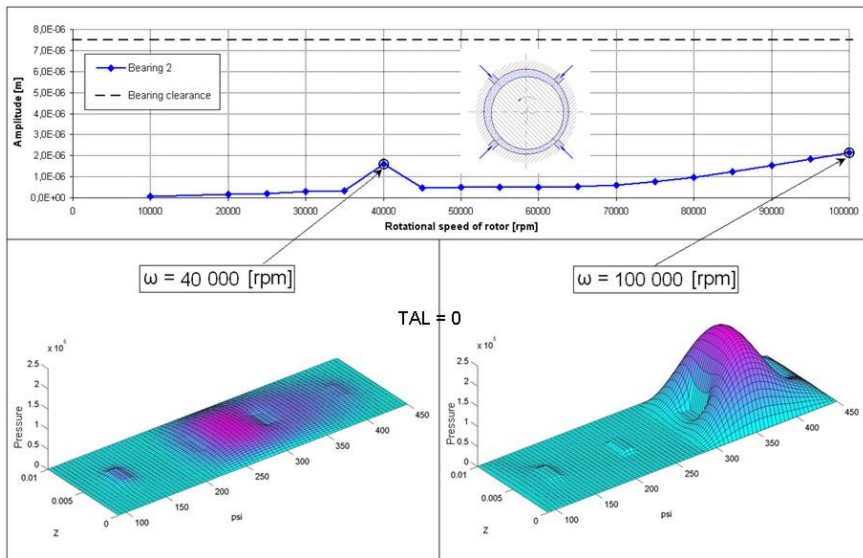 8,0E-06
7,0E-06
6,0E-06
5,0E-06
4,0E-06
3,0E-06
2,0E-06
1,0E-06
0,0E+00
Amplitude [m]
Bearing 2
Bearing clearance
0 10000 20000 30000 40000 50000 60000 70000 80000 90000 100000
Rotational speed of rotor [rpm]
ω = 40 000 [rpm]
ω = 100 000 [rpm]
TAL = 0
x 10⁵
2.5
2
1.5
1
0.5
0
Pressure
0.01
0.005
0
Z
100 150 200 250 300 350 400 450
psi
x 10⁵
2.5
2
1.5
1
0.5
0
Pressure
0.01
0.005
0
Z
100 150 200 250 300 350 400 450
psi